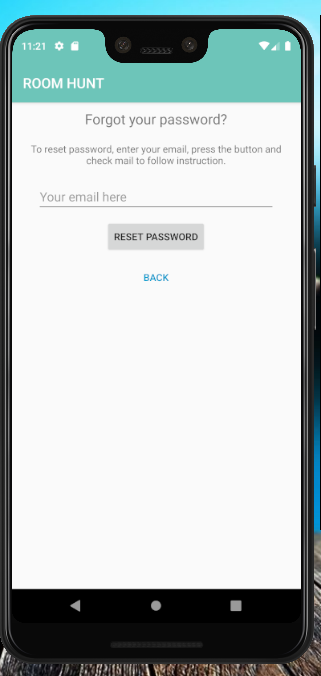 11:21
ROOM HUNT
Forgot your password?
To reset password, enter your email, press the button and
check mail to follow instruction.
Your email here
RESET PASSWORD
BACK